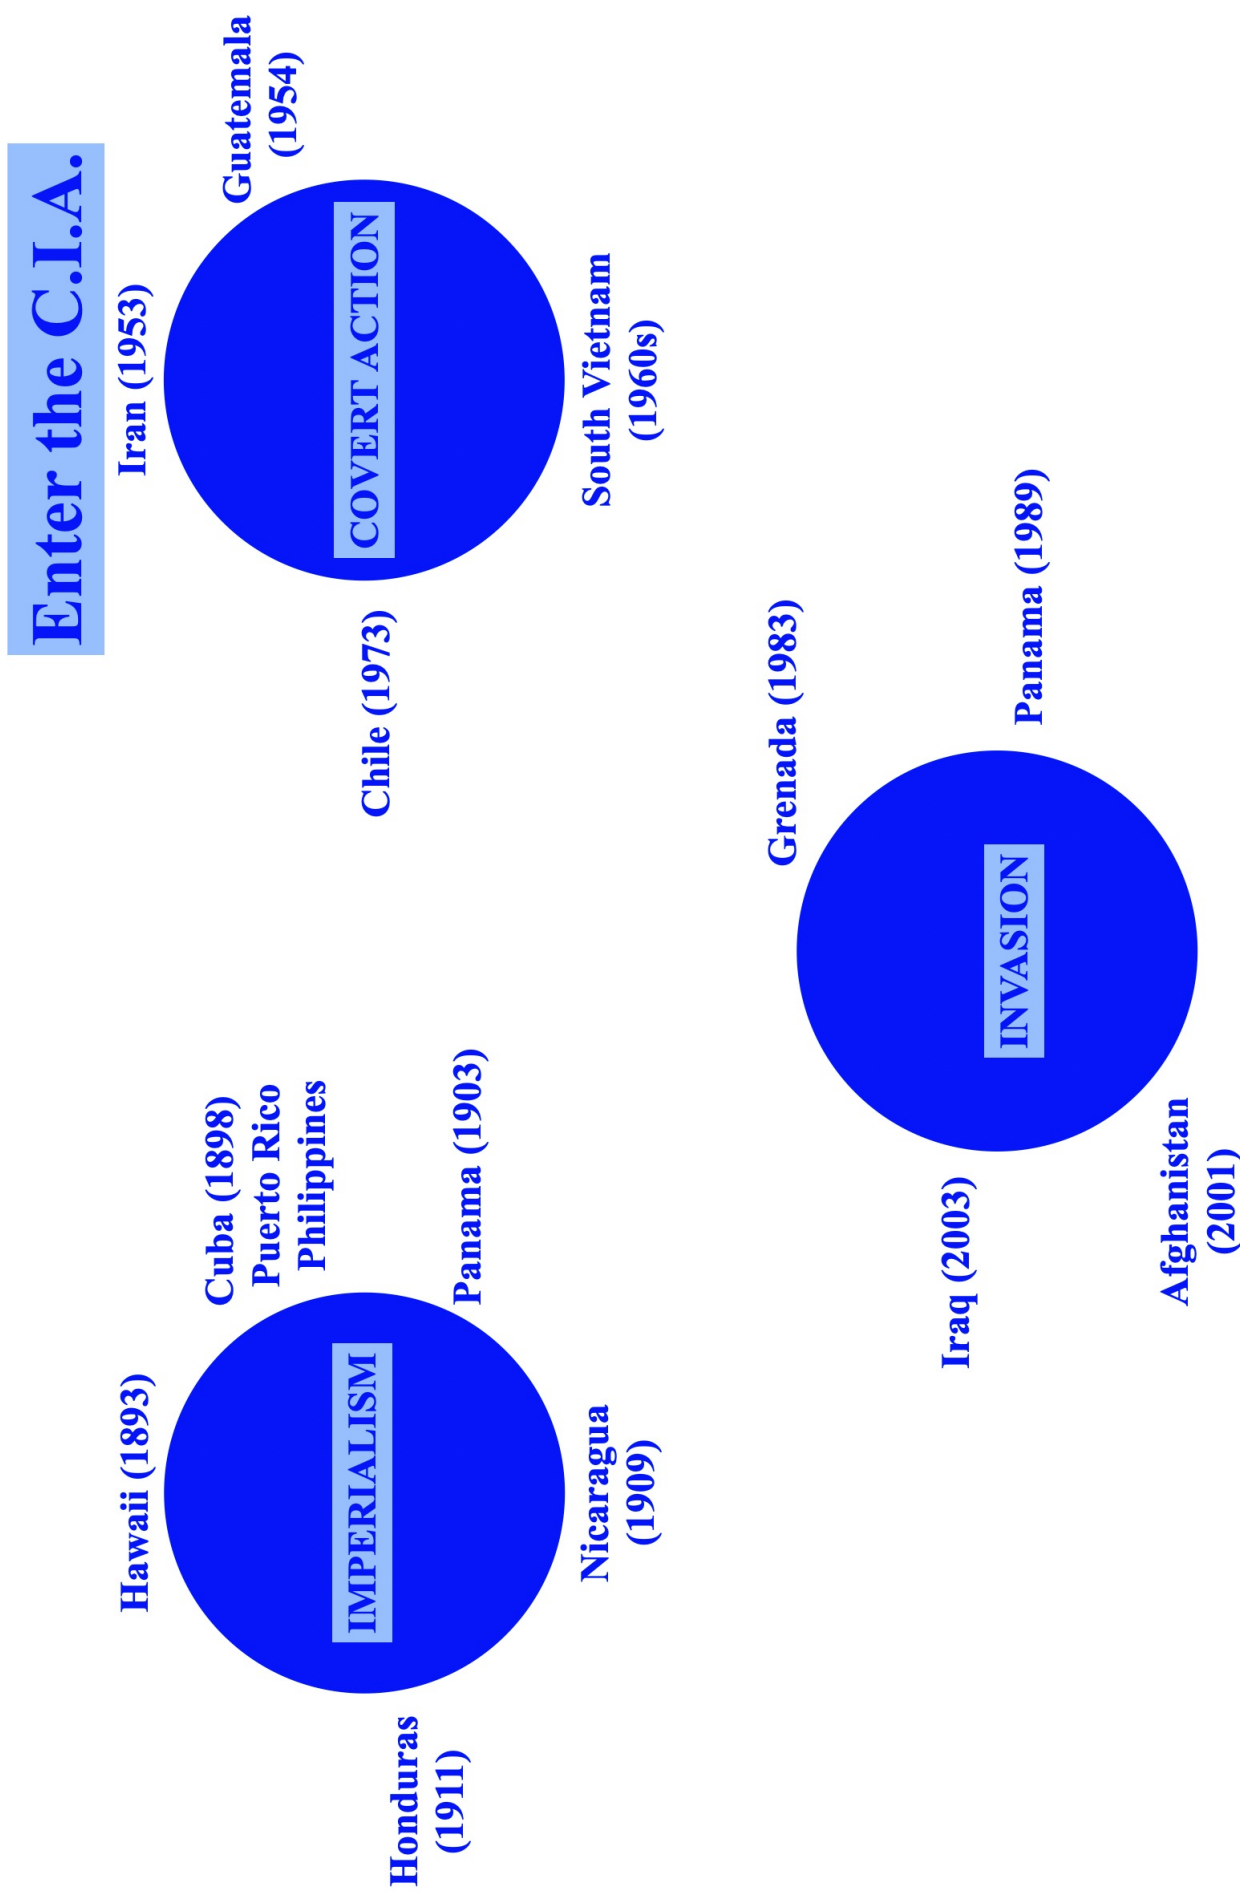 Enter the C.I.A.
Hawaii (1893)
Cuba (1898)
Puerto Rico
Philippines
Panama (1903)
Nicaragua
(1909)
Honduras
(1911)
IMPERIALISM
Iran (1953)
Guatemala
(1954)
South Vietnam
(1960s)
Chile (1973)
COVERT ACTION
Grenada (1983)
Panama (1989)
Afghanistan
(2001)
Iraq (2003)
INVASION